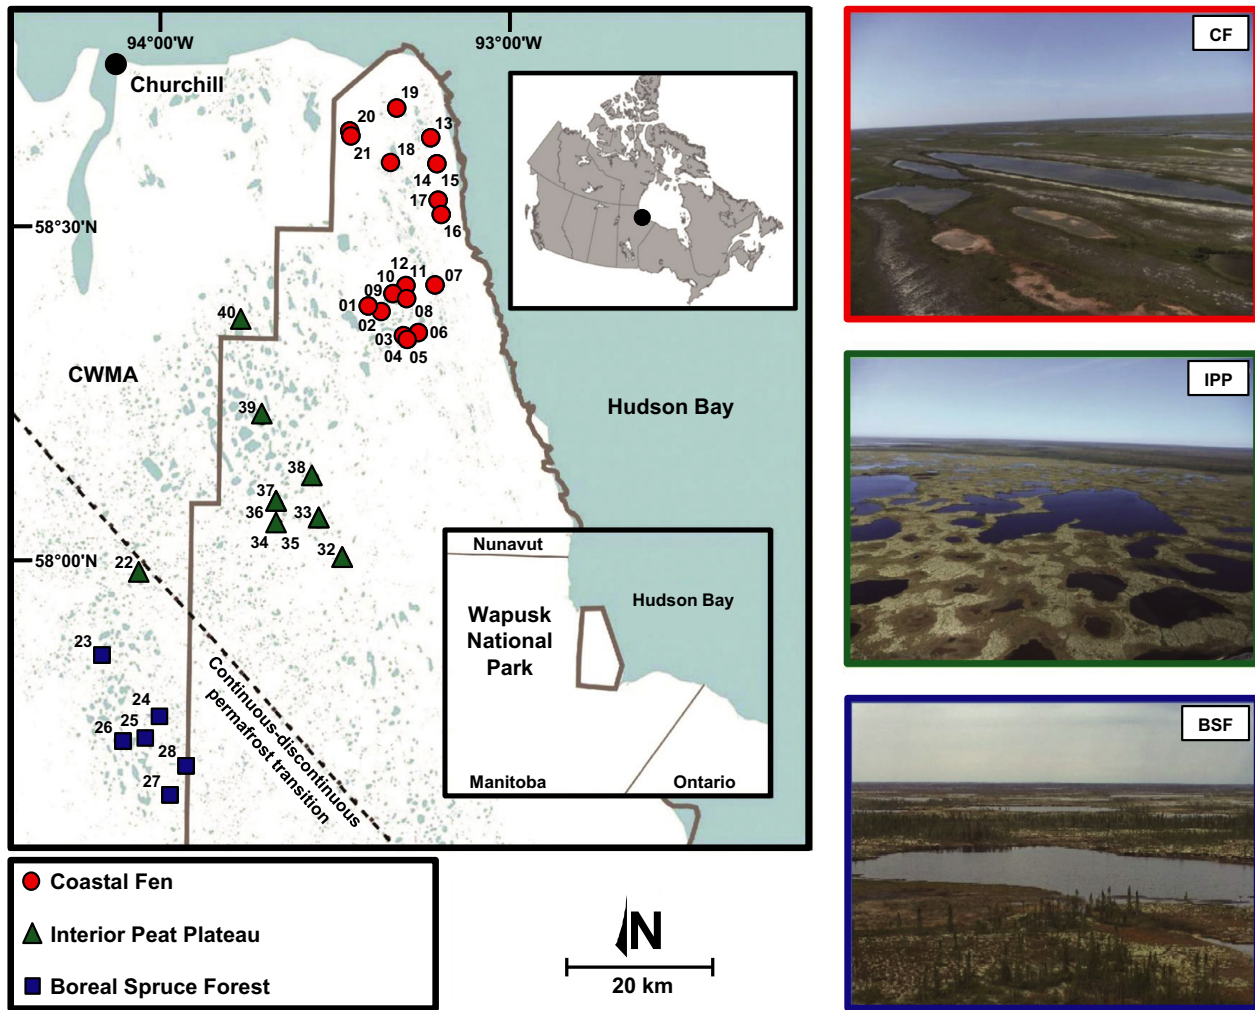 94°00'W
93°00'W
Churchill
58°30'N
58°00'N
19
20
13
21
18
14
15
17
16
12
11
07
10
09
01
08
02
06
03
04
05
40
CWMA
39
38
37
36
33
34
35
32
22
23
24
25
26
28
27
Continuous-discontinuous
permafrost transition
Hudson Bay
Nunavut
Hudson Bay
Wapusk
National
Park
Manitoba
Ontario
CF
IPP
BSF
Coastal Fen
Interior Peat Plateau
Boreal Spruce Forest
N
20 km